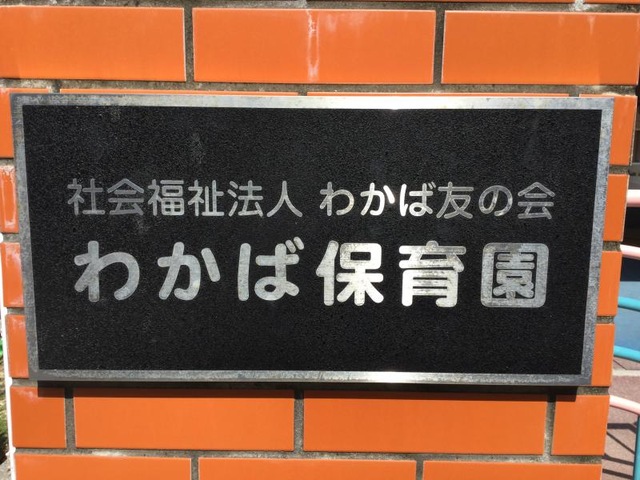 社会福祉法人 わかば友の会
わかば保育園